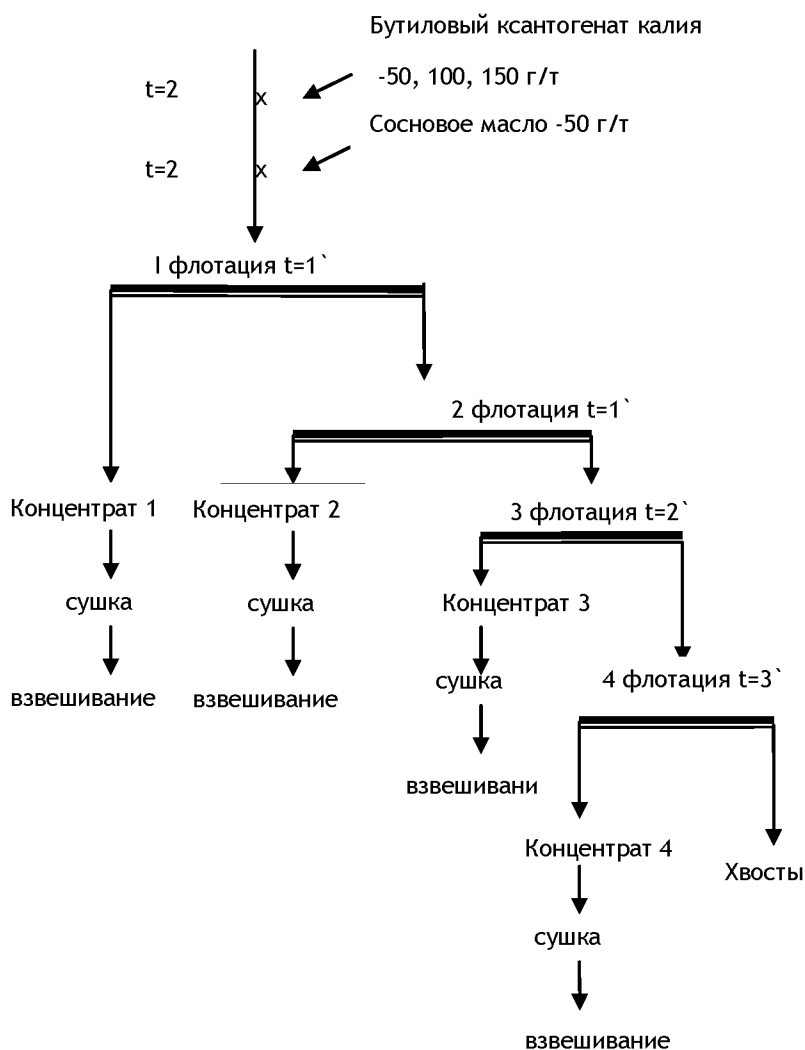 Бутиловый ксантогенат калия
t=2 x -50, 100, 150 г/т
Сосновое масло -50 г/т
t=2 x
I флотация t=1`
2 флотация t=1`
Концентрат 1 Концентрат 2 3 флотация t=2`
сушка сушка Концентрат 3
взвешивание взвешивание сушка 4 флотация t=3`
взвешивани
Концентрат 4 Хвосты
сушка
взвешивание